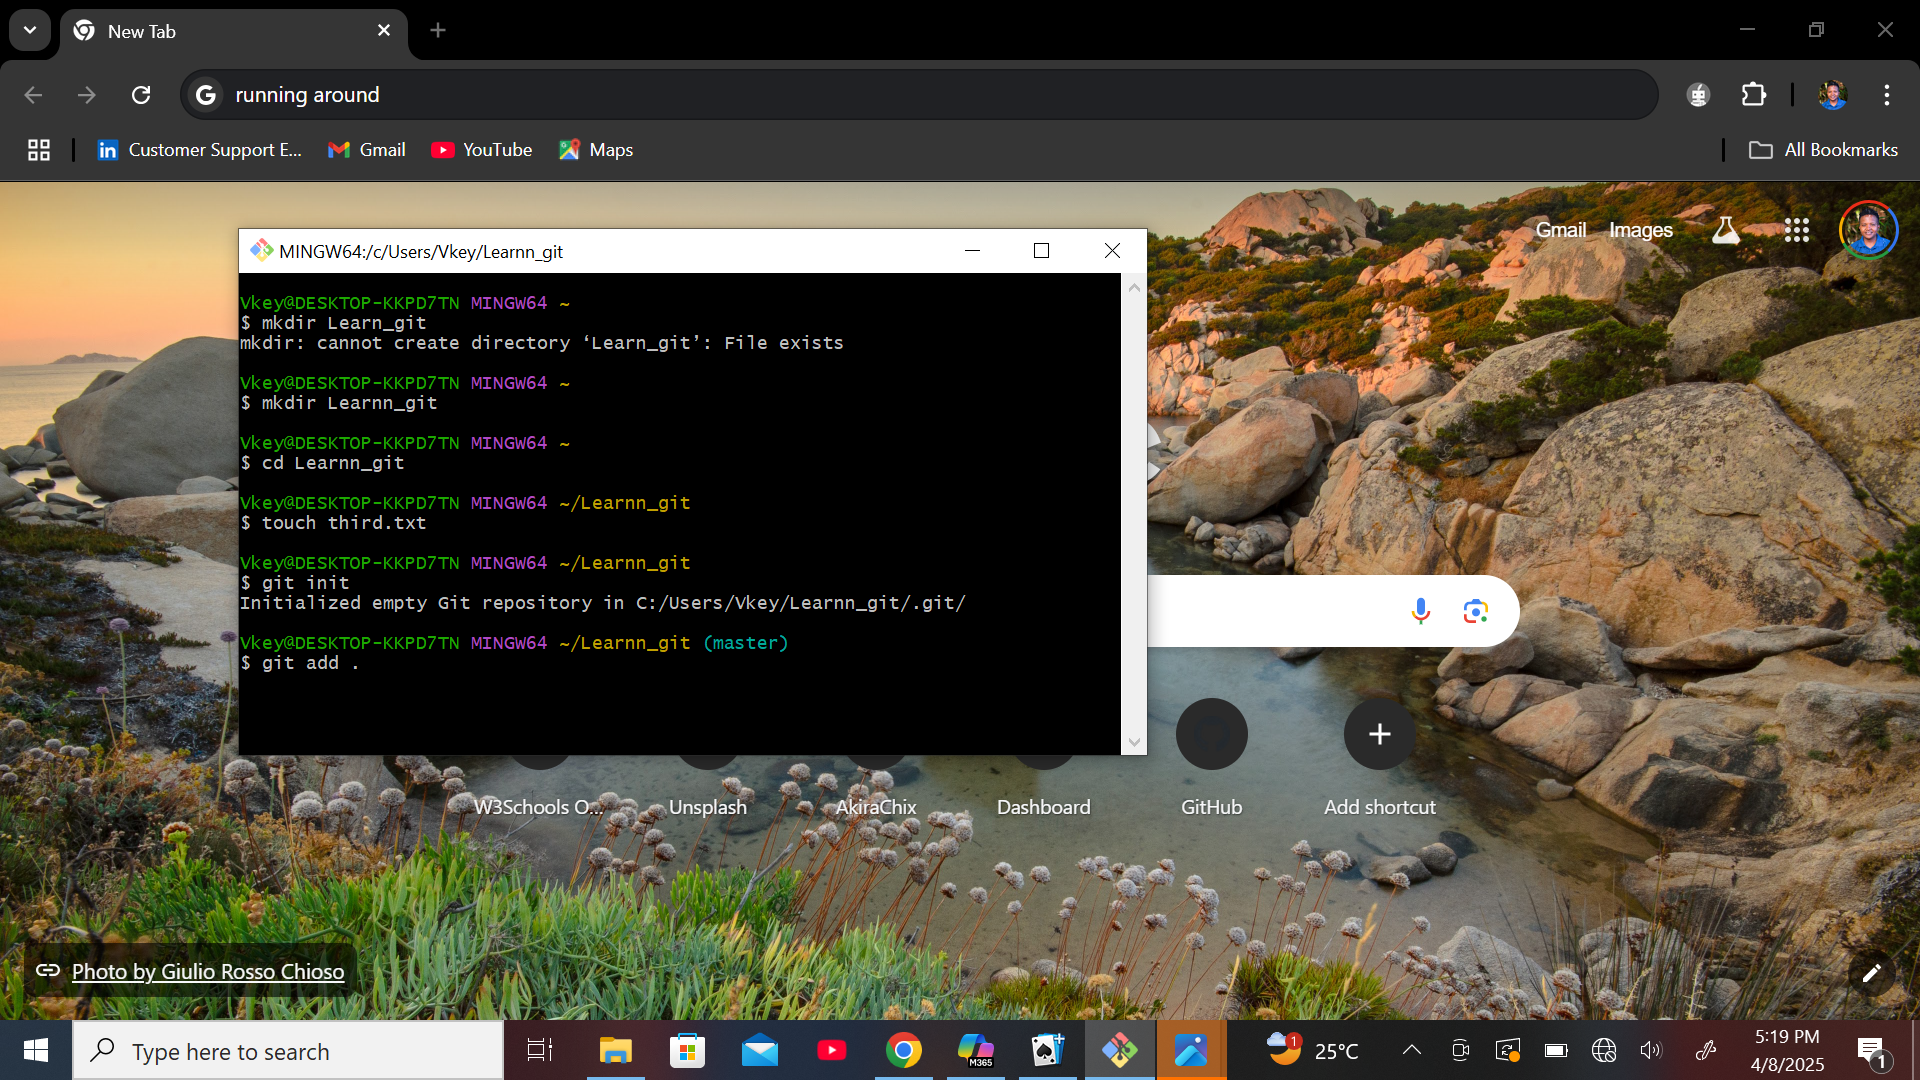 New Tab
running around
Customer Support E...
Gmail
YouTube
Maps
All Bookmarks
Gmail
Images
MINGW64:/c/Users/Vkey/Learnn_git
Vkey@DESKTOP-KKPD7TN MINGW64 ~
$ mkdir Learn_git
mkdir: cannot create directory ‘Learn_git’: File exists
Vkey@DESKTOP-KKPD7TN MINGW64 ~
$ mkdir Learnn_git
Vkey@DESKTOP-KKPD7TN MINGW64 ~
$ cd Learnn_git
Vkey@DESKTOP-KKPD7TN MINGW64 ~/Learnn_git
$ touch third.txt
Vkey@DESKTOP-KKPD7TN MINGW64 ~/Learnn_git
$ git init
Initialized empty Git repository in C:/Users/Vkey/Learnn_git/.git/
Vkey@DESKTOP-KKPD7TN MINGW64 ~/Learnn_git (master)
$ git add .
W3Schools O...
Unsplash
AkiraChix
Dashboard
GitHub
Add shortcut
Photo by Giulio Rosso Chioso
Type here to search
M365
1
25°C
5:19 PM
4/8/2025
1